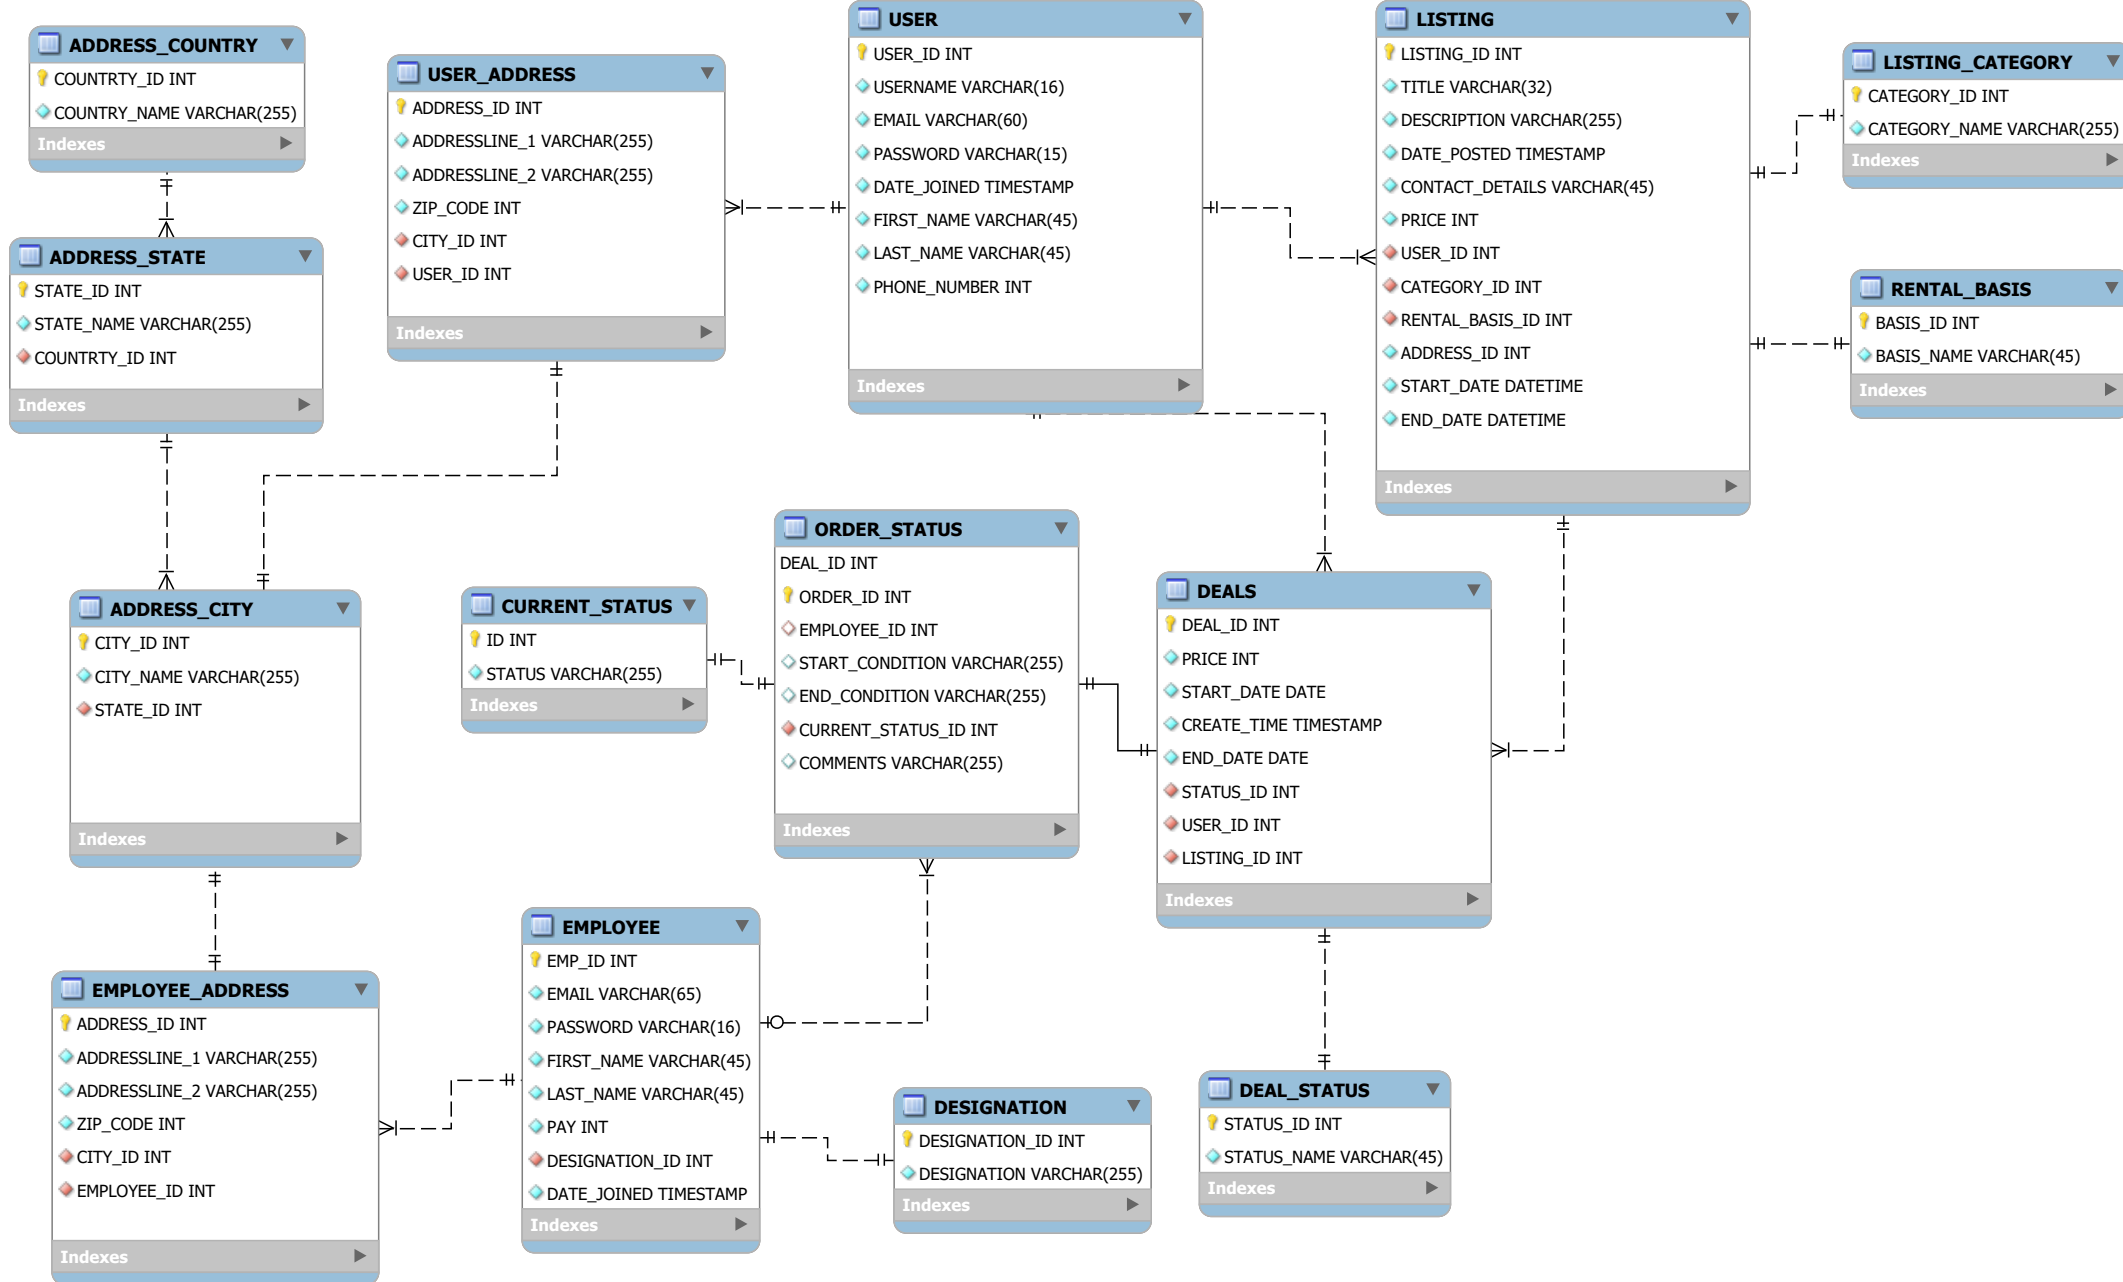 ADDRESS_COUNTRY
COUNTRTY_ID INT
COUNTRY_NAME VARCHAR(255)
Indexes
USER_ADDRESS
ADDRESS_ID INT
ADDRESSLINE_1 VARCHAR(255)
ADDRESSLINE_2 VARCHAR(255)
ZIP_CODE INT
CITY_ID INT
USER_ID INT
Indexes
USER
USER_ID INT
USERNAME VARCHAR(16)
EMAIL VARCHAR(60)
PASSWORD VARCHAR(15)
DATE_JOINED TIMESTAMP
FIRST_NAME VARCHAR(45)
LAST_NAME VARCHAR(45)
PHONE_NUMBER INT
Indexes
LISTING
LISTING_ID INT
TITLE VARCHAR(32)
DESCRIPTION VARCHAR(255)
DATE_POSTED TIMESTAMP
CONTACT_DETAILS VARCHAR(45)
PRICE INT
USER_ID INT
CATEGORY_ID INT
RENTAL_BASIS_ID INT
ADDRESS_ID INT
START_DATE DATETIME
END_DATE DATETIME
Indexes
LISTING_CATEGORY
CATEGORY_ID INT
CATEGORY_NAME VARCHAR(255)
Indexes
RENTAL_BASIS
BASIS_ID INT
BASIS_NAME VARCHAR(45)
Indexes
ADDRESS_STATE
STATE_ID INT
STATE_NAME VARCHAR(255)
COUNTRTY_ID INT
Indexes
ADDRESS_CITY
CITY_ID INT
CITY_NAME VARCHAR(255)
STATE_ID INT
Indexes
CURRENT_STATUS
ID INT
STATUS VARCHAR(255)
Indexes
ORDER_STATUS
DEAL_ID INT
ORDER_ID INT
EMPLOYEE_ID INT
START_CONDITION VARCHAR(255)
END_CONDITION VARCHAR(255)
CURRENT_STATUS_ID INT
COMMENTS VARCHAR(255)
Indexes
DEALS
DEAL_ID INT
PRICE INT
START_DATE DATE
CREATE_TIME TIMESTAMP
END_DATE DATE
STATUS_ID INT
USER_ID INT
LISTING_ID INT
Indexes
EMPLOYEE_ADDRESS
ADDRESS_ID INT
ADDRESSLINE_1 VARCHAR(255)
ADDRESSLINE_2 VARCHAR(255)
ZIP_CODE INT
CITY_ID INT
EMPLOYEE_ID INT
Indexes
EMPLOYEE
EMP_ID INT
EMAIL VARCHAR(65)
PASSWORD VARCHAR(16)
FIRST_NAME VARCHAR(45)
LAST_NAME VARCHAR(45)
PAY INT
DESIGNATION_ID INT
DATE_JOINED TIMESTAMP
Indexes
DESIGNATION
DESIGNATION_ID INT
DESIGNATION VARCHAR(255)
Indexes
DEAL_STATUS
STATUS_ID INT
STATUS_NAME VARCHAR(45)
Indexes